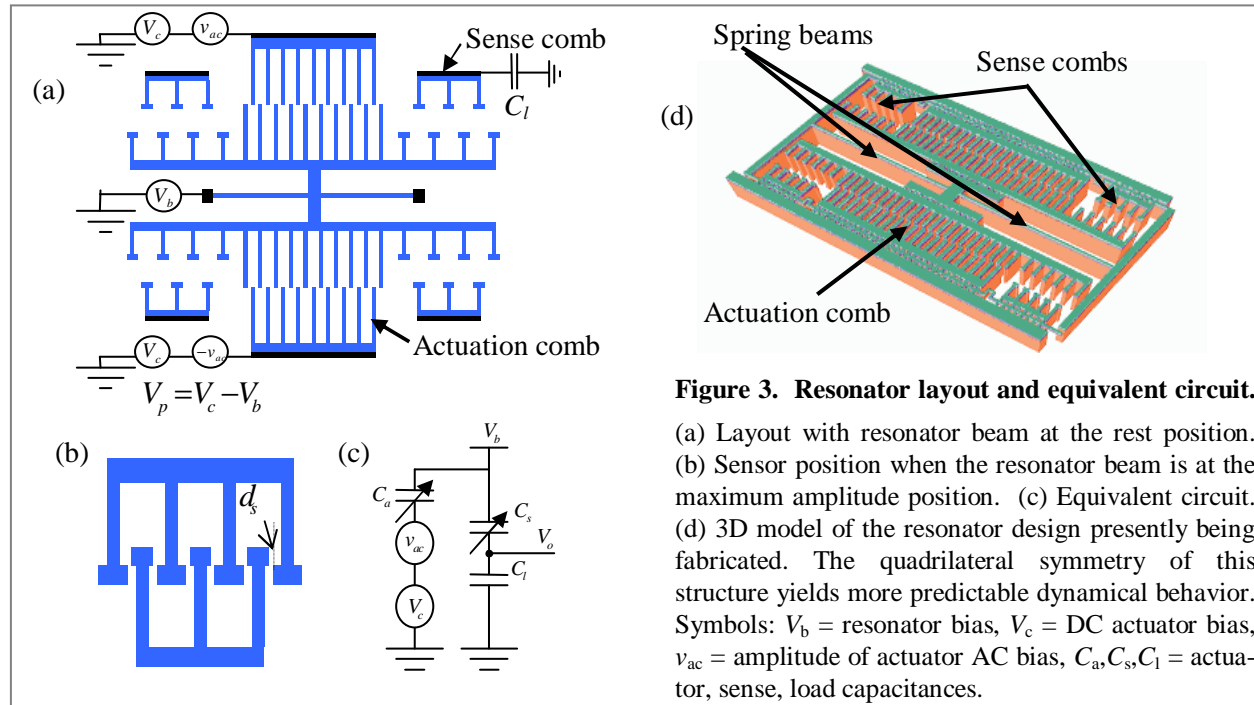 (a)
V_c
v_ac
Sense comb
C_l
V_b
V_c
-v_ac
Actuation comb
V_p = V_c - V_b
(b)
d_s
(c)
V_b
C_a
C_s
v_ac
V_o
C_l
V_c
(d)
Spring beams
Sense combs
Actuation comb
Figure 3. Resonator layout and equivalent circuit.
(a) Layout with resonator beam at the rest position.
(b) Sensor position when the resonator beam is at the
maximum amplitude position. (c) Equivalent circuit.
(d) 3D model of the resonator design presently being
fabricated. The quadrilateral symmetry of this
structure yields more predictable dynamical behavior.
Symbols: V_b = resonator bias, V_c = DC actuator bias,
v_ac = amplitude of actuator AC bias, C_a,C_s,C_l = actua-
tor, sense, load capacitances.